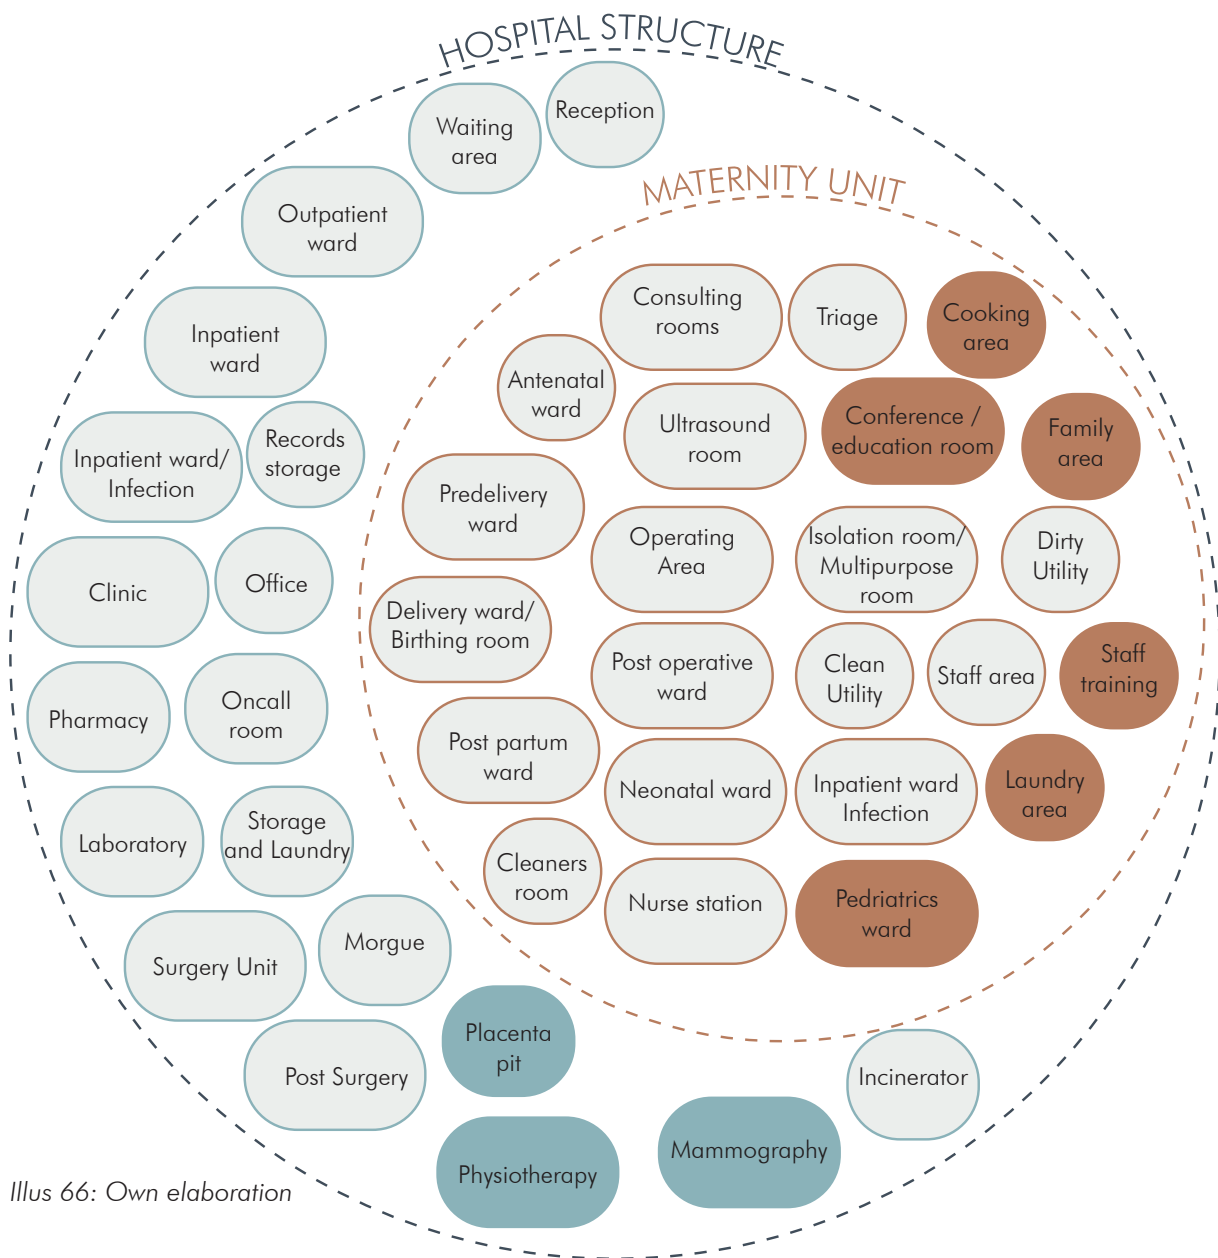 HOSPITAL STRUCTURE
Reception
Waiting
area
Outpatient
ward
Inpatient
ward
Records
storage
Inpatient ward/
Infection
Office
Clinic
Oncall
room
Pharmacy
Storage
and Laundry
Laboratory
Morgue
Surgery Unit
Post Surgery
Placenta
pit
Physiotherapy
Mammography
Incinerator
MATERNITY UNIT
Consulting
rooms
Triage
Cooking
area
Antenatal
ward
Ultrasound
room
Conference /
education room
Family
area
Predelivery
ward
Operating
Area
Isolation room/
Multipurpose
room
Dirty
Utility
Delivery ward/
Birthing room
Post operative
ward
Clean
Utility
Staff area
Staff
training
Post partum
ward
Neonatal ward
Inpatient ward
Infection
Laundry
area
Cleaners
room
Nurse station
Pedriatrics
ward
Illus 66: Own elaboration